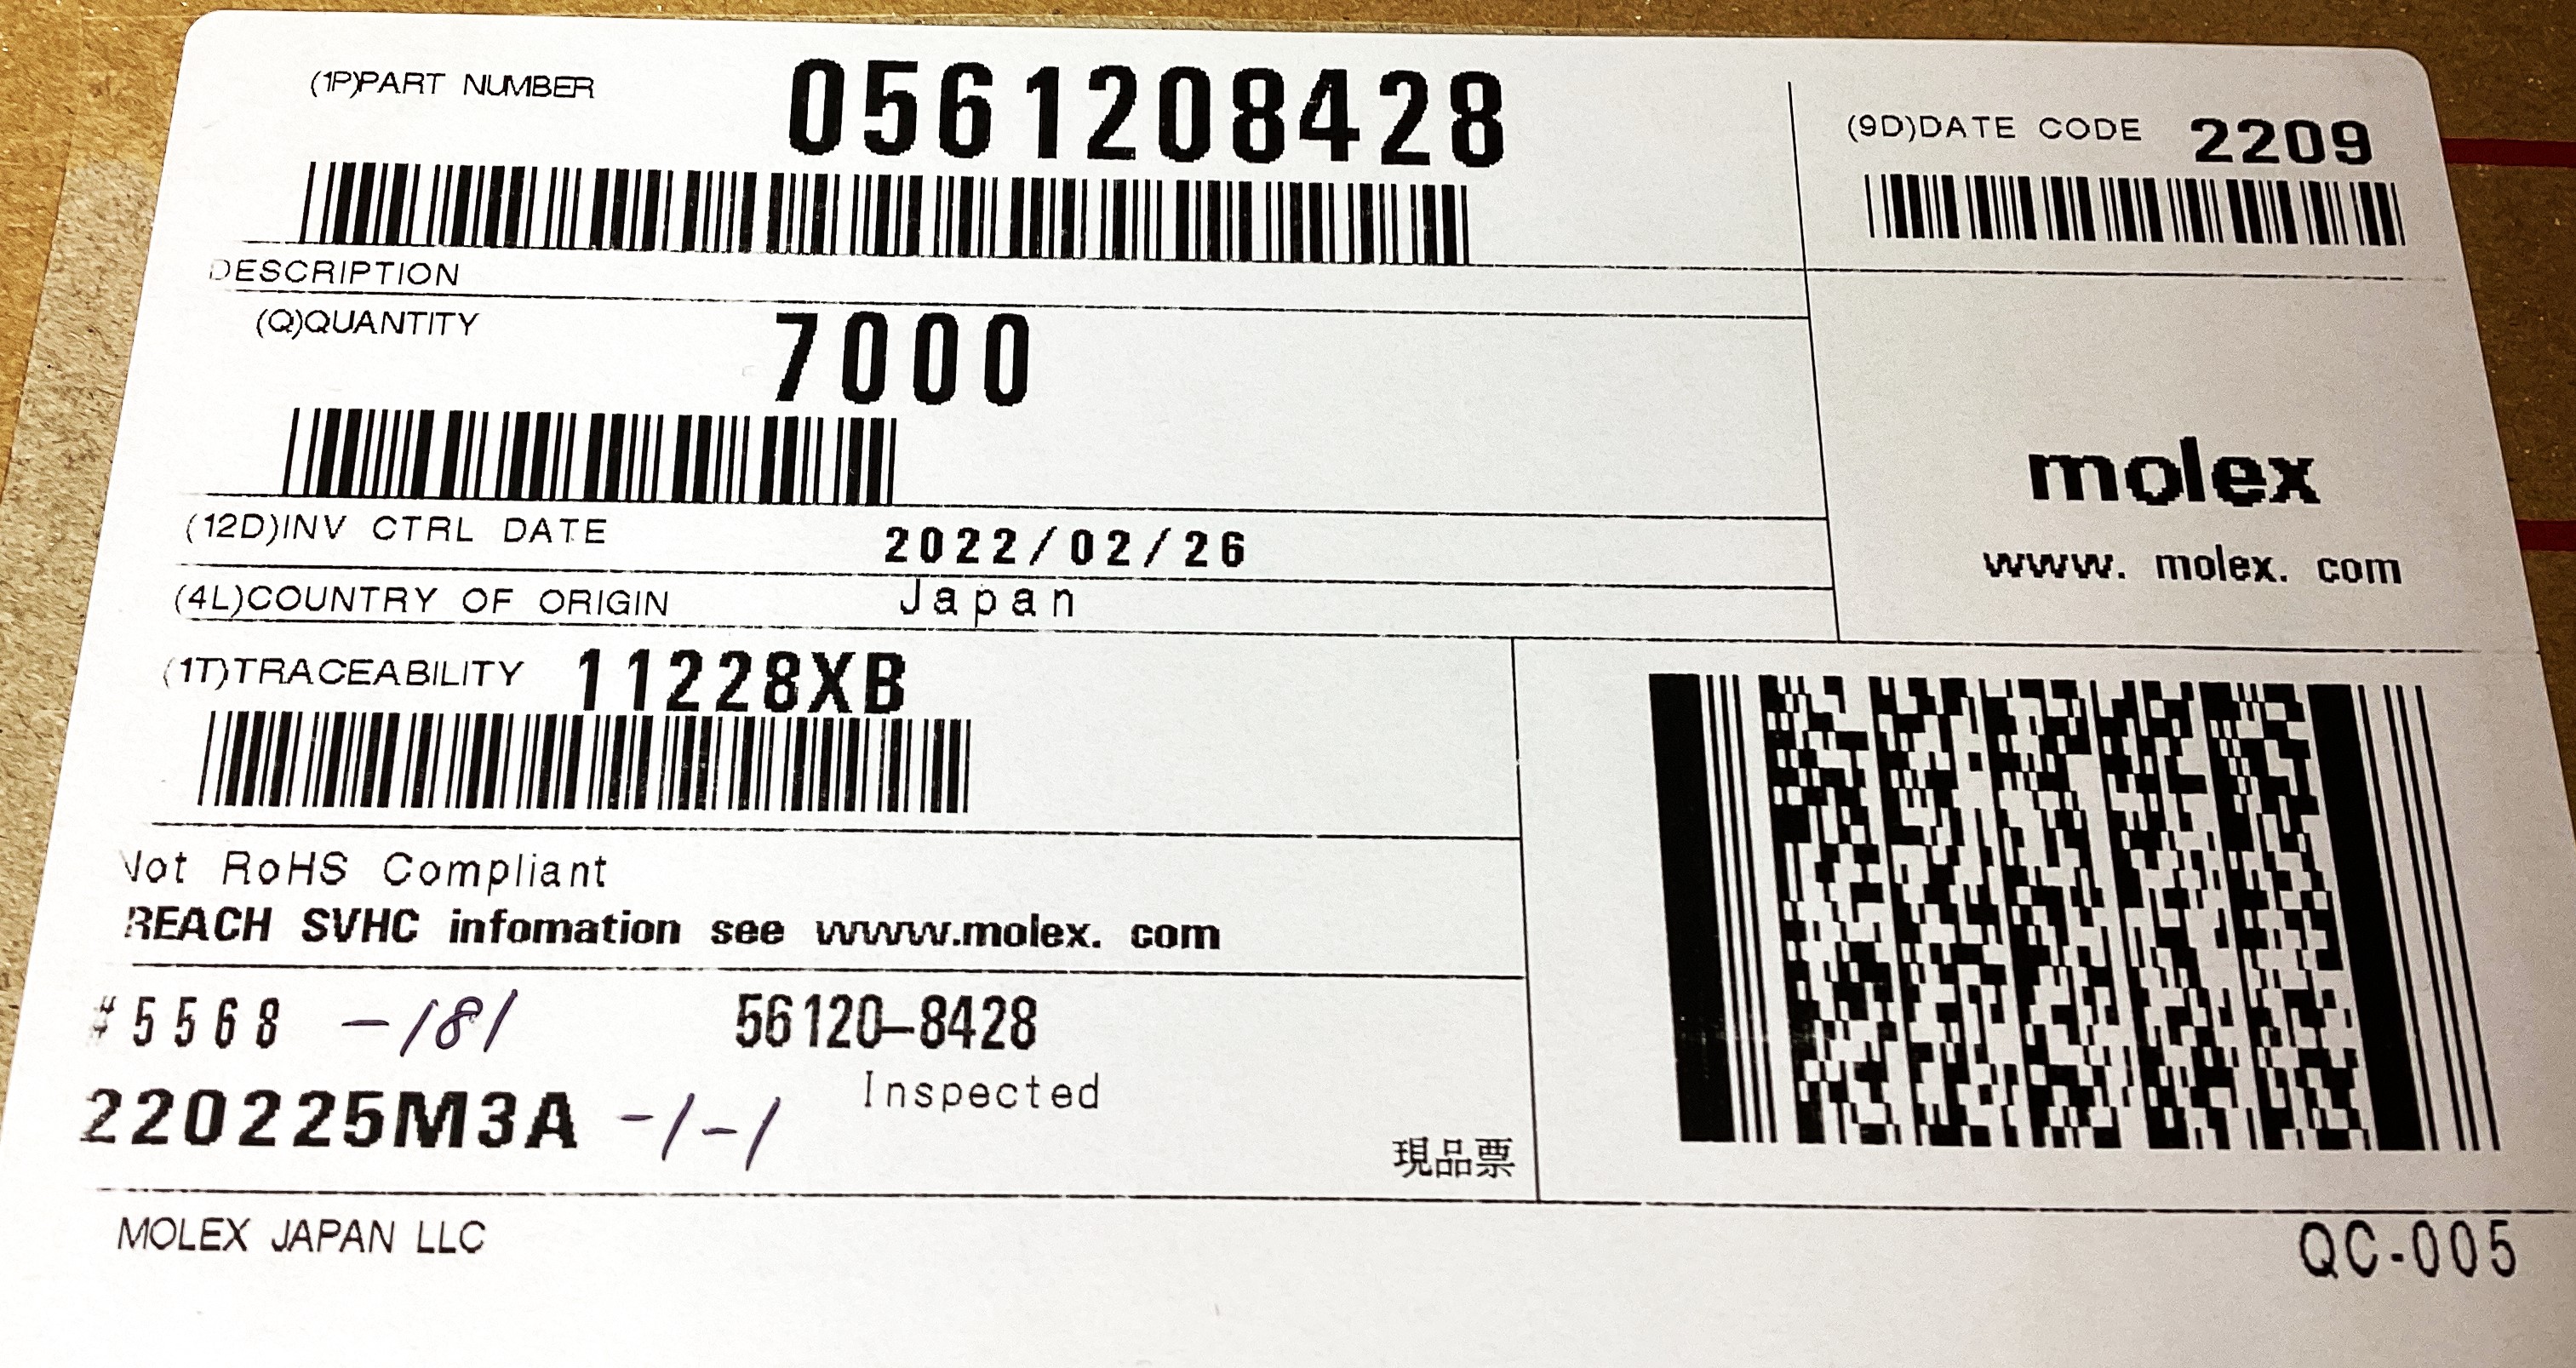 (1P)PART NUMBER 0561208428
(9D)DATE CODE 2209
DESCRIPTION
(Q)QUANTITY 7000
molex
www. molex. com
(12D)INV CTRL DATE 2022/02/26
(4L)COUNTRY OF ORIGIN Japan
(1T)TRACEABILITY 11228XB
Not RoHS Compliant
REACH SVHC infomation see www.molex. com
#5568 -181 56120-8428
220225M3A -1-1 Inspected
現品票
MOLEX JAPAN LLC
QC-005